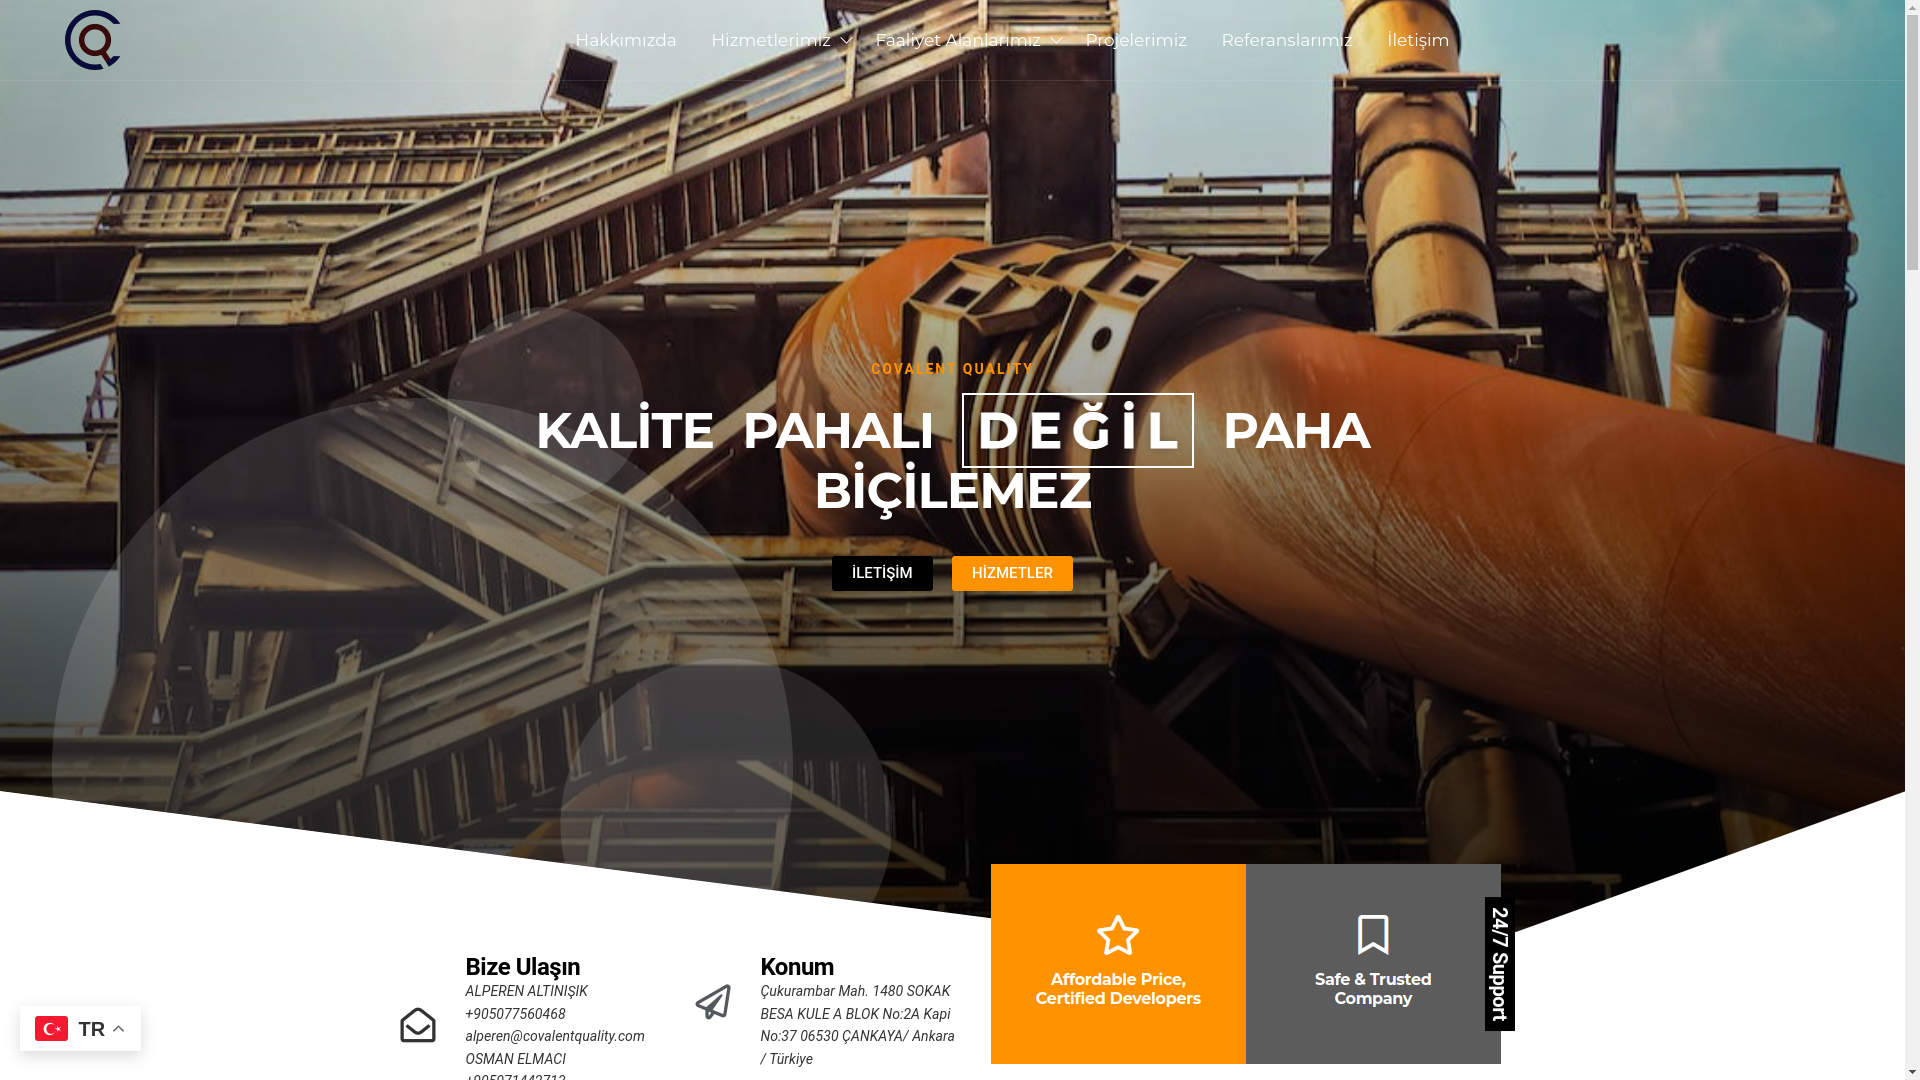 Hakkımızda Hizmetlerimiz Faaliyet Alanlarımız Projelerimiz Referanslarımız İletişim
COVALENT QUALITY
KALİTE PAHALI DEĞİL PAHA
BİÇİLEMEZ
İLETİŞİM HİZMETLER
Bize Ulaşın
ALPEREN ALTINIŞIK
+905077560468
alperen@covalentquality.com
OSMAN ELMACI
Konum
Çukurambar Mah. 1480 SOKAK
BESA KULE A BLOK No:2A Kapi
No:37 06530 ÇANKAYA/ Ankara
/ Türkiye
Affordable Price,
Certified Developers
Safe & Trusted
Company
24/7 Support
TR